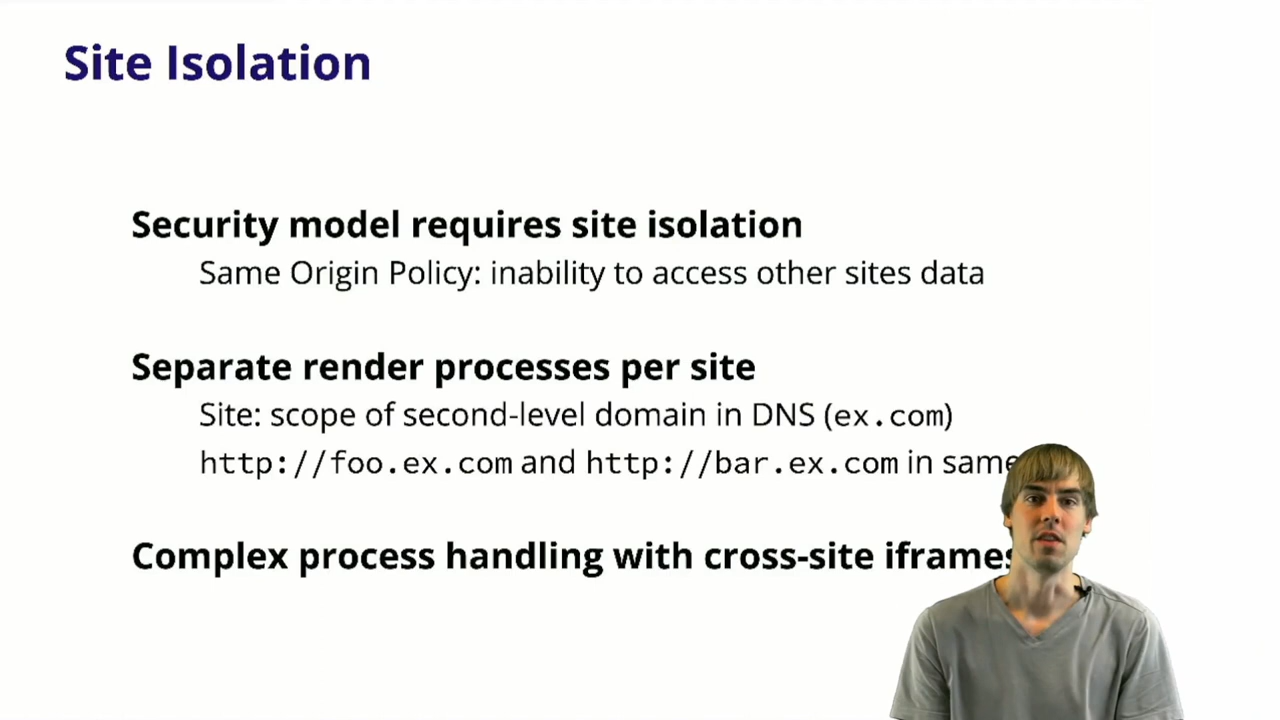 Site Isolation
Security model requires site isolation
Same Origin Policy: inability to access other sites data
Separate render processes per site
Site: scope of second-level domain in DNS (ex.com)
http://foo.ex.com and http://bar.ex.com in same
Complex process handling with cross-site iframes